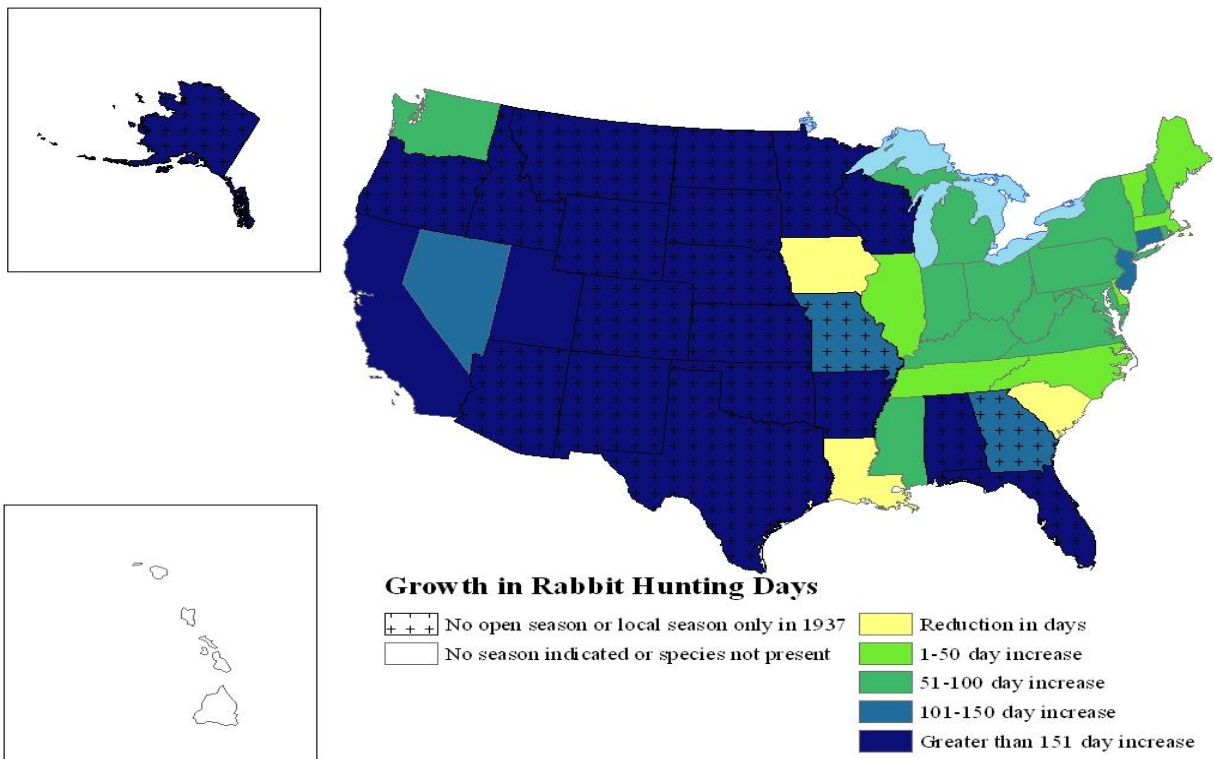 Growth in Rabbit Hunting Days
No open season or local season only in 1937
No season indicated or species not present
Reduction in days
1-50 day increase
51-100 day increase
101-150 day increase
Greater than 151 day increase